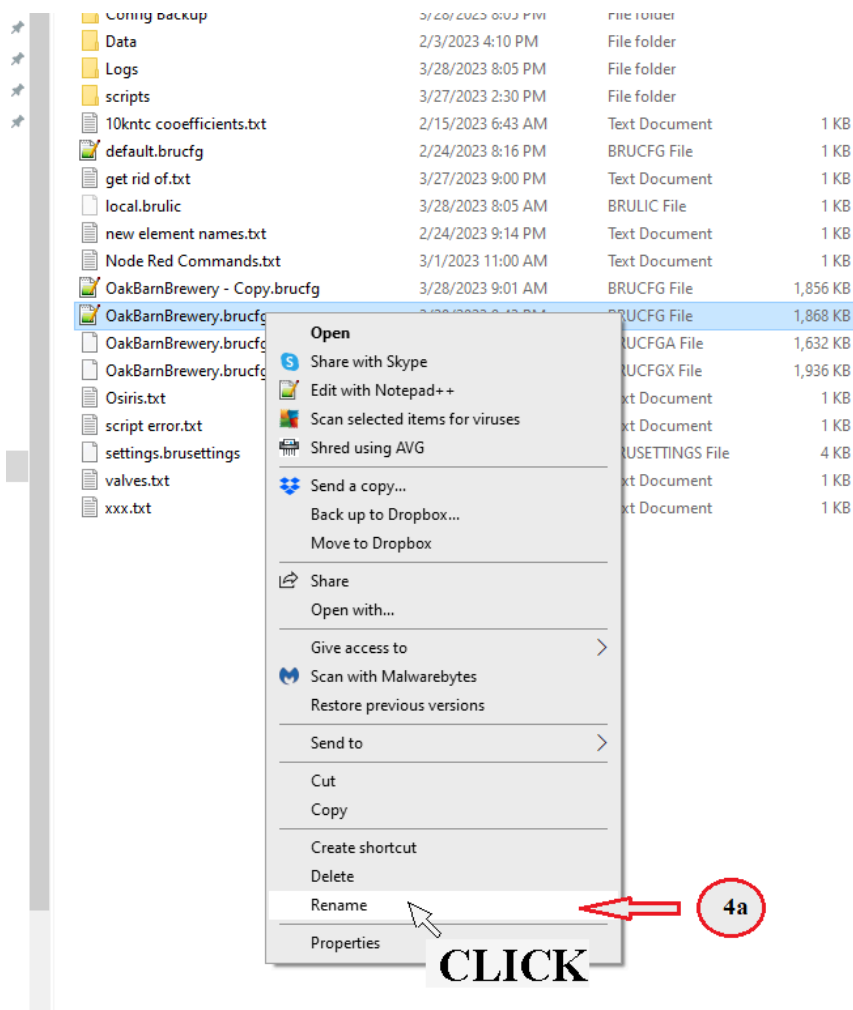 Config Backup 3/28/2023 8:05 PM File folder
Data 2/3/2023 4:10 PM File folder
Logs 3/28/2023 8:05 PM File folder
scripts 3/27/2023 2:30 PM File folder
10kntc cooefficients.txt 2/15/2023 6:43 AM Text Document 1 KB
default.brucfg 2/24/2023 8:16 PM BRUCFG File 1 KB
get rid of.txt 3/27/2023 9:00 PM Text Document 1 KB
local.brulic 3/28/2023 8:05 AM BRULIC File 1 KB
new element names.txt 2/24/2023 9:14 PM Text Document 1 KB
Node Red Commands.txt 3/1/2023 11:00 AM Text Document 1 KB
OakBarnBrewery - Copy.brucfg 3/28/2023 9:01 AM BRUCFG File 1,856 KB
OakBarnBrewery.brucfg UCFG File 1,868 KB
OakBarnBrewery.brucfg UCFGA File 1,632 KB
OakBarnBrewery.brucfg UCFGX File 1,936 KB
Osiris.txt xt Document 1 KB
script error.txt xt Document 1 KB
settings.brusettings RUSETTINGS File 4 KB
valves.txt xt Document 1 KB
xxx.txt xt Document 1 KB
Open
Share with Skype
Edit with Notepad++
Scan selected items for viruses
Shred using AVG
Send a copy...
Back up to Dropbox...
Move to Dropbox
Share
Open with...
Give access to
Scan with Malwarebytes
Restore previous versions
Send to
Cut
Copy
Create shortcut
Delete
Rename
4a
Properties
CLICK